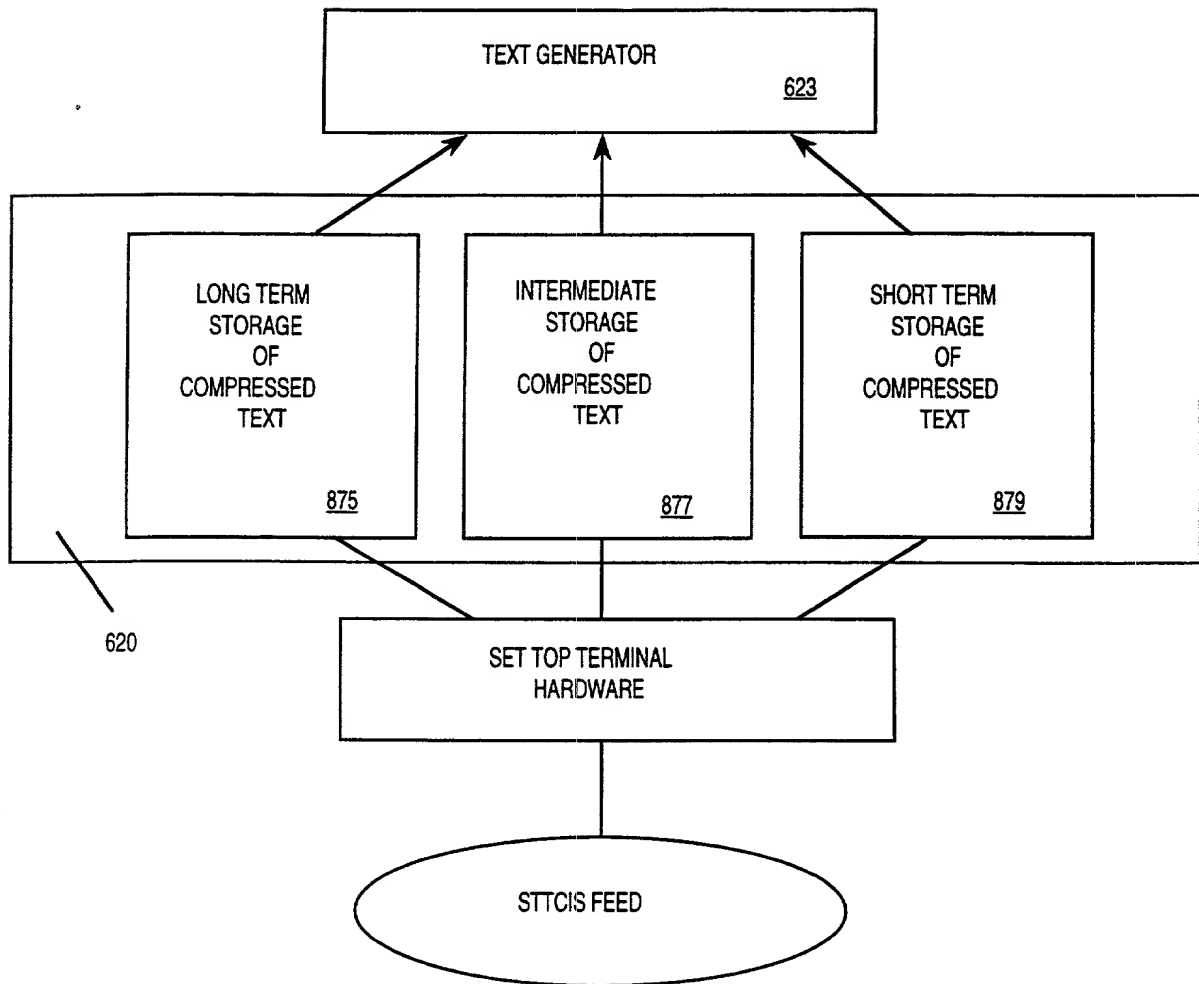 TEXT GENERATOR
623
LONG TERM
STORAGE
OF
COMPRESSED
TEXT
875
INTERMEDIATE
STORAGE
OF
COMPRESSED
TEXT
877
SHORT TERM
STORAGE
OF
COMPRESSED
TEXT
879
620
SET TOP TERMINAL
HARDWARE
STTCIS FEED